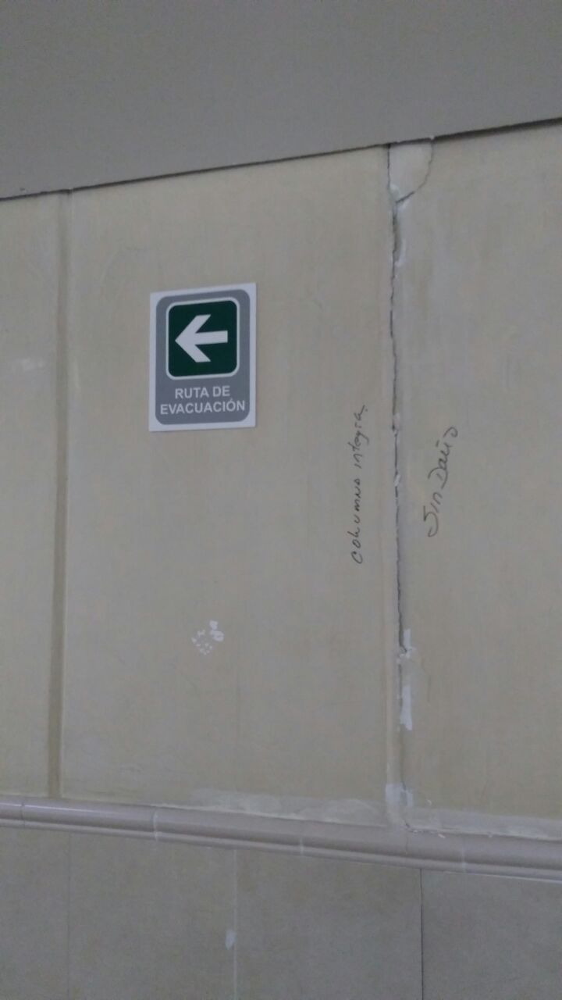 RUTA DE
EVACUACIÓN
columna integra
Sin Daño